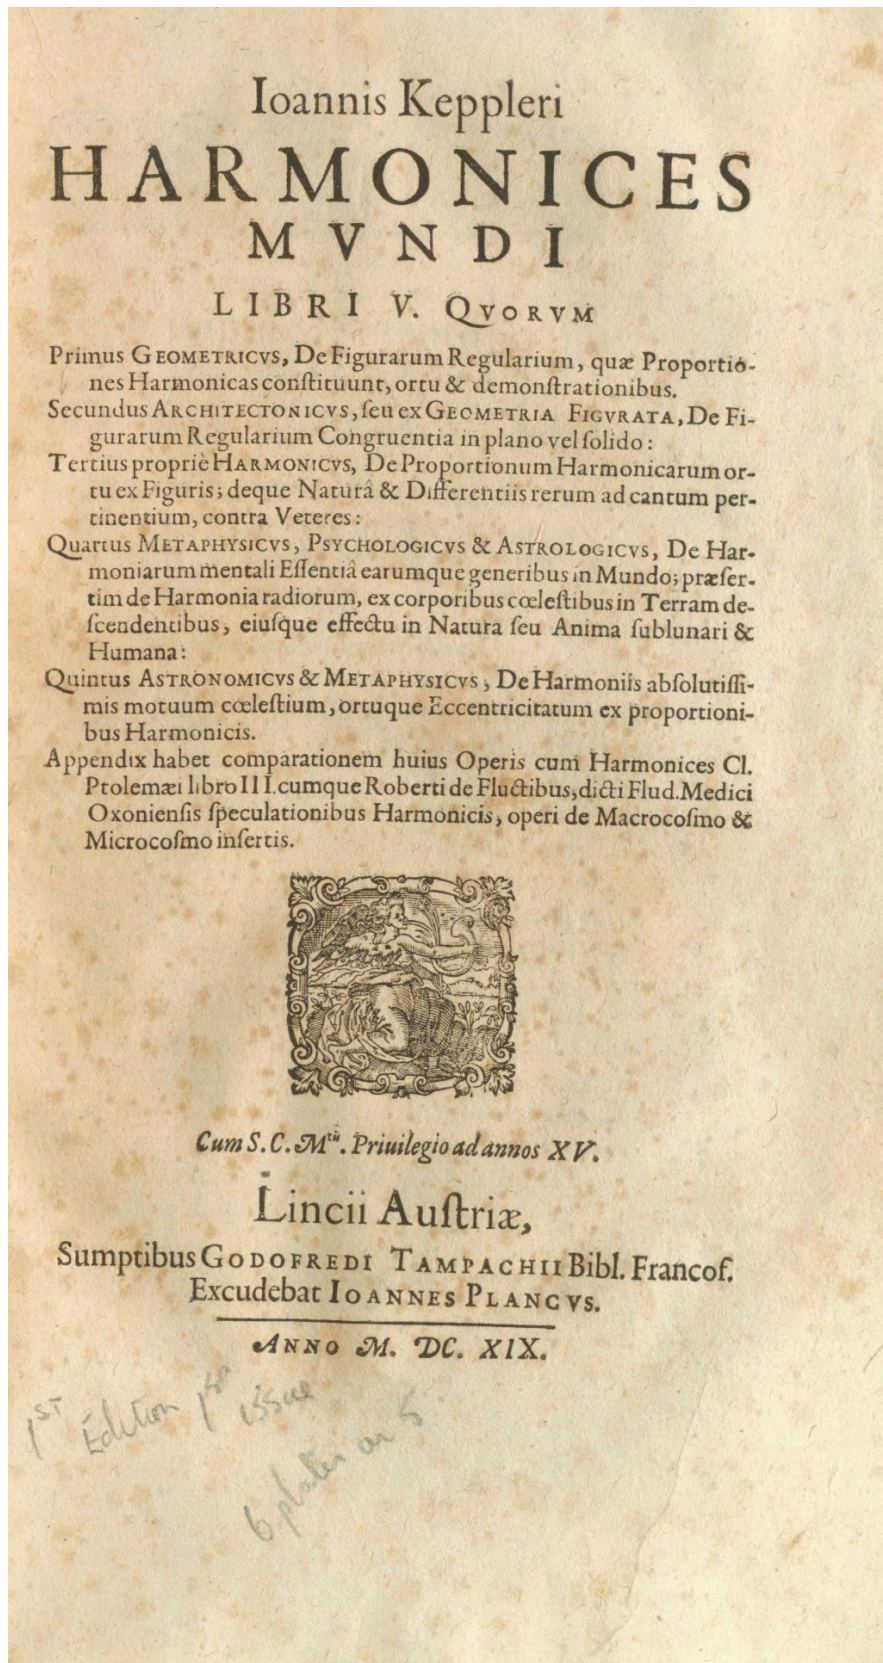 Ioannis Keppleri
HARMONICES
MVNDI
LIBRI V. QVORVM
Primus GEOMETRICVS, De Figurarum Regularium, quæ Proportio-
nes Harmonicas constituunt, ortu & demonstrationibus.
Secundus ARCHITECTONICVS, seu ex GEOMETRIA FIGVRATA, De Fi-
gurarum Regularium Congruentia in plano vel solido:
Tertius propriè HARMONICVS, De Proportionum Harmonicarum or-
tu ex Figuris; deque Naturâ & Differentiis rerum ad cantum per-
tinentium, contra Veteres:
Quartus METAPHYSICVS, PSYCHOLOGICVS & ASTROLOGICVS, De Har-
moniarum mentali Essentiâ earumque generibus in Mundo; præser-
tim de Harmonia radiorum, ex corporibus cœlestibus in Terram de-
scendentibus, eiusque effectu in Natura seu Anima sublunari &
Humana:
Quintus ASTRONOMICVS & METAPHYSICVS, De Harmoniis absolutissi-
mis motuum cœlestium, ortuque Eccentricitatum ex proportioni-
bus Harmonicis.
Appendix habet comparationem huius Operis cum Harmonices Cl.
Ptolemæi libro III. cumque Roberti de Fluctibus, dicti Flud. Medici
Oxoniensis speculationibus Harmonicis, operi de Macrocosmo &
Microcosmo insertis.
Cum S. C. M.tis. Priuilegio ad annos XV.
Lincii Austriæ,
Sumptibus GODOFREDI TAMPACHII Bibl. Francof.
Excudebat IOANNES PLANCVS.
ANNO M. DC. XIX.
1ST Edition 1st issue
6 plates on 5